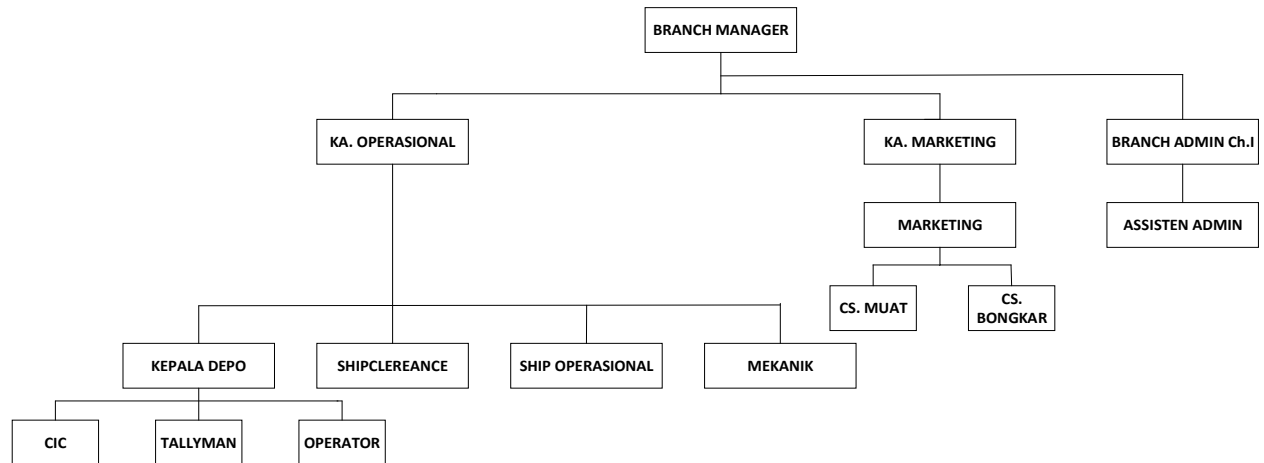 BRANCH MANAGER
KA. OPERASIONAL
KA. MARKETING
BRANCH ADMIN Ch.I
MARKETING
ASSISTEN ADMIN
CS. MUAT
CS.
BONGKAR
KEPALA DEPO
SHIPCLEREANCE
SHIP OPERASIONAL
MEKANIK
CIC
TALLYMAN
OPERATOR